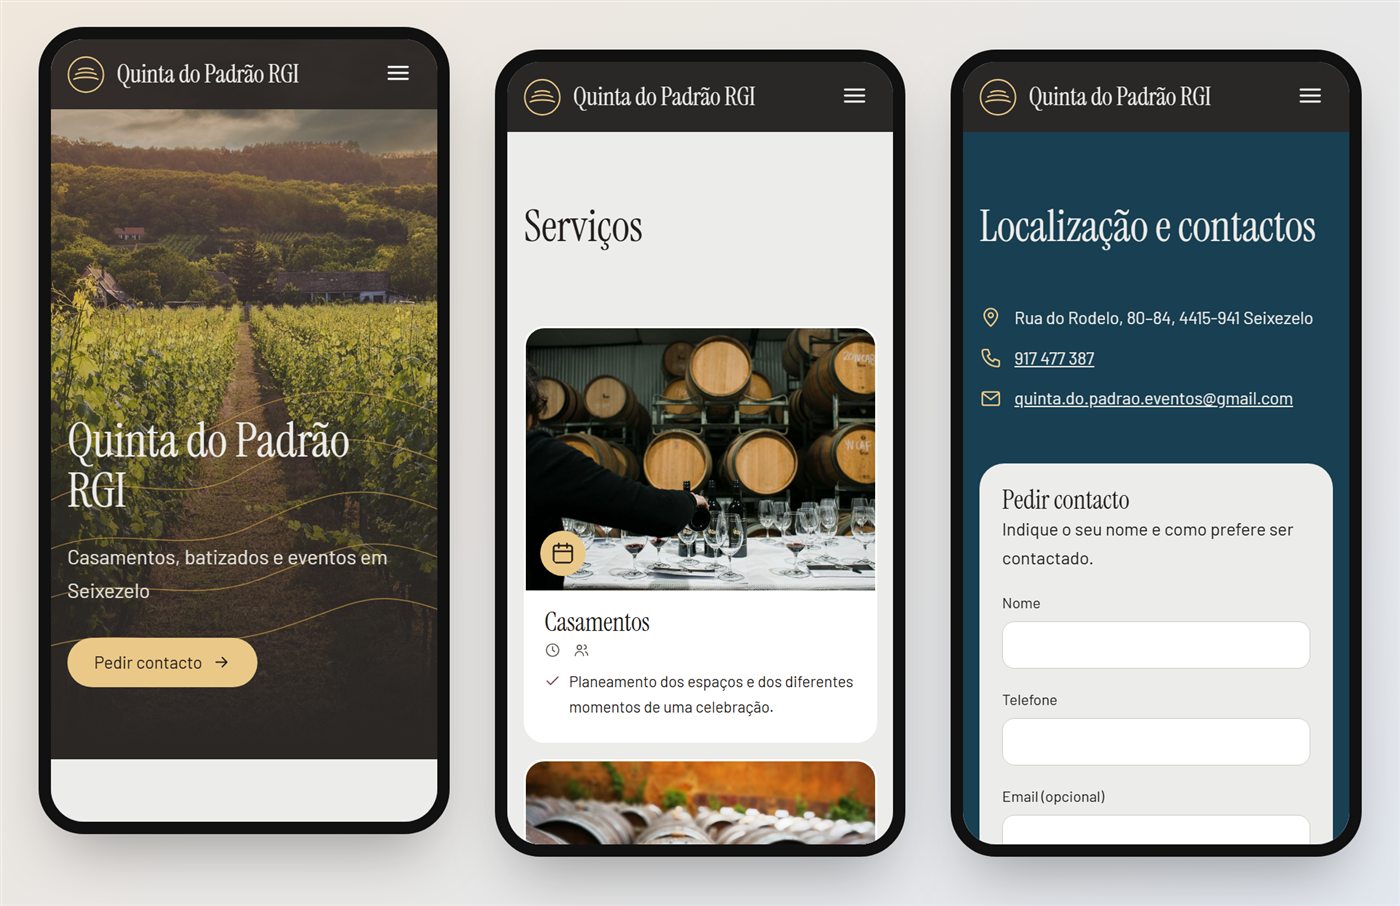 Quinta do Padrão RGI
Quinta do Padrão
RGI
Casamentos, batizados e eventos em
Seixezelo
Pedir contacto
Quinta do Padrão RGI
Serviços
Casamentos
Planeamento dos espaços e dos diferentes
momentos de uma celebração.
Quinta do Padrão RGI
Localização e contactos
Rua do Rodelo, 80-84, 4415-941 Seixezelo
917 477 387
quinta.do.padrao.eventos@gmail.com
Pedir contacto
Indique o seu nome e como prefere ser
contactado.
Nome
Telefone
Email (opcional)